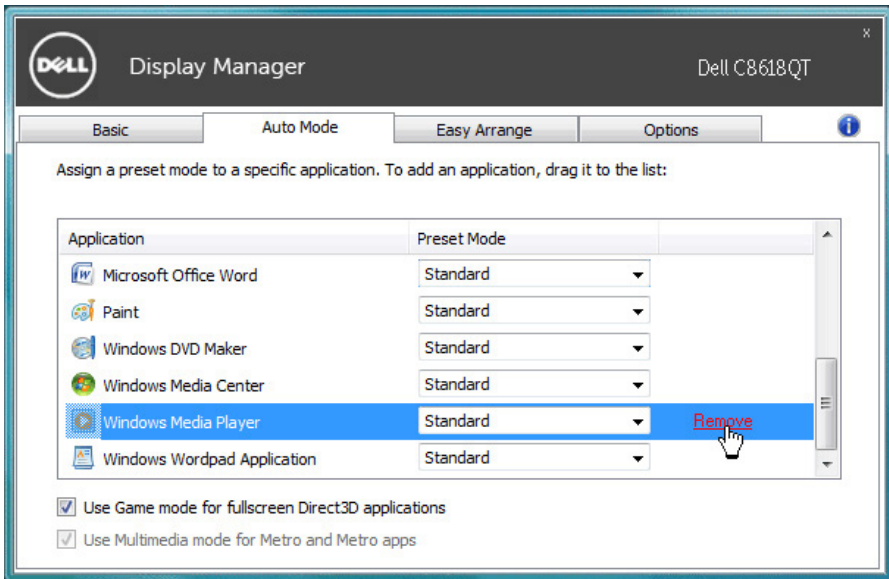 x
DELL Display Manager Dell C8618QT
Basic Auto Mode Easy Arrange Options i
Assign a preset mode to a specific application. To add an application, drag it to the list:
Application Preset Mode
Microsoft Office Word Standard
Paint Standard
Windows DVD Maker Standard
Windows Media Center Standard
Windows Media Player Standard Remove
Windows Wordpad Application Standard
Use Game mode for fullscreen Direct3D applications
Use Multimedia mode for Metro and Metro apps